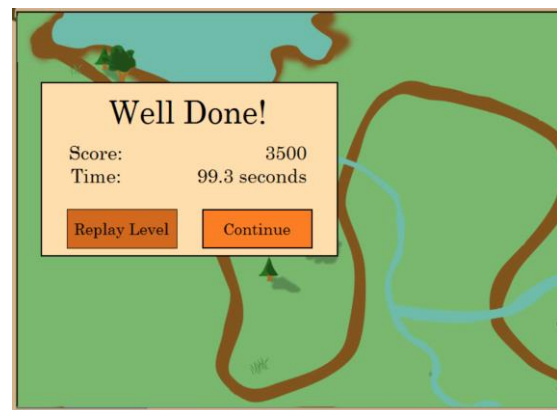 Well Done!
Score: 3500
Time: 99.3 seconds
Replay Level Continue